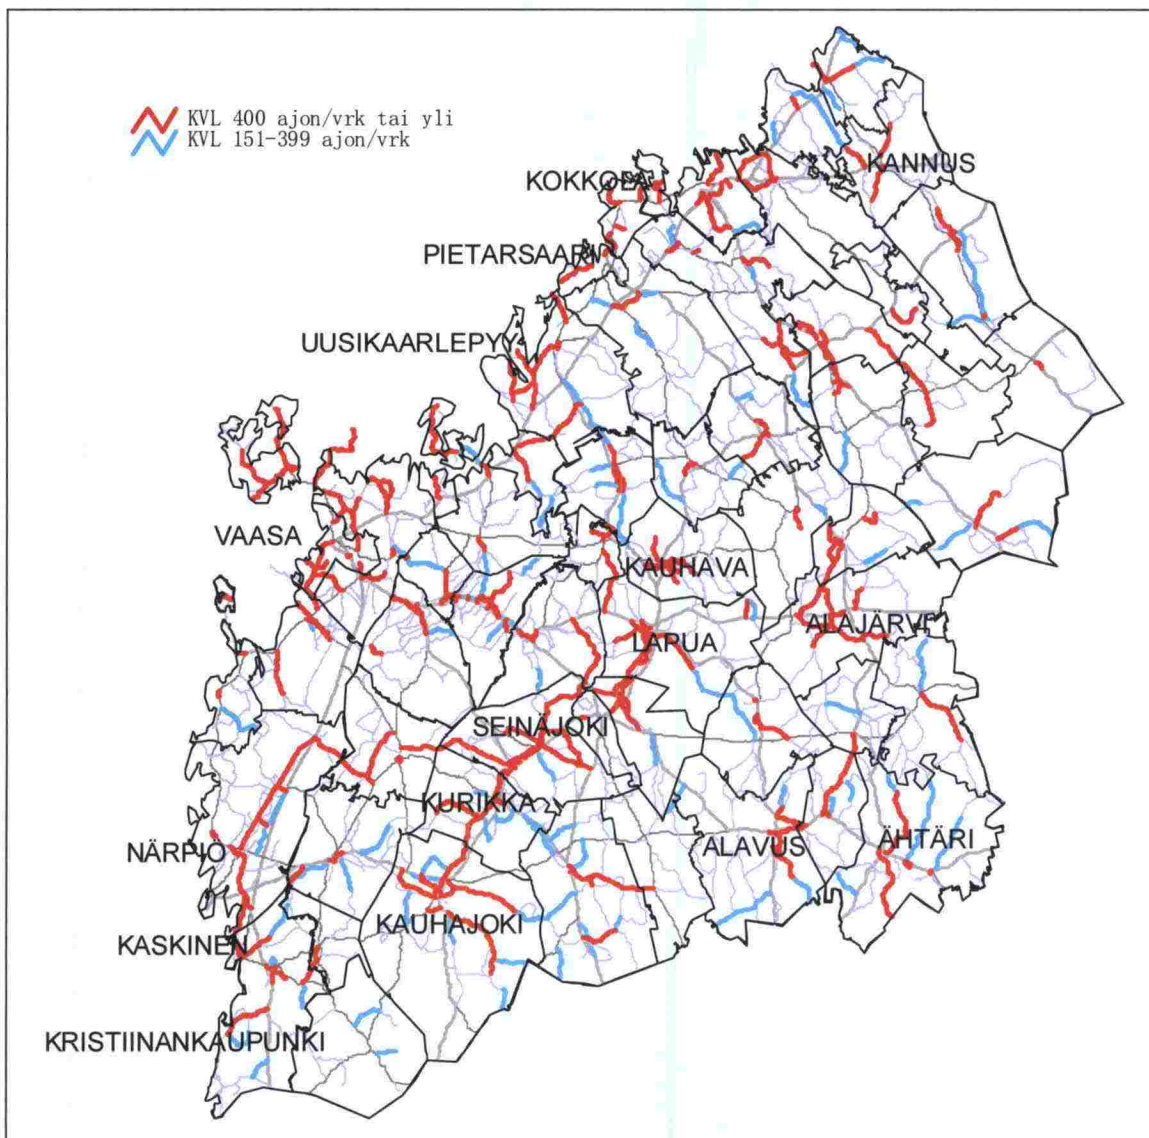 KVL 400 ajon/vrk tai yli
KVL 151-399 ajon/vrk
KANNUS
KOKKOLA
PIETARSAARI
UUSIKAARLEPYY
VAASA
KAUHAVA
ALAJÄRVI
LAPUA
SEINÄJOKI
KURIKKA
NÄRPIÖ
ALAVUS
ÄHTÄRI
KAUHAJOKI
KASKINEN
KRISTIINANKAUPUNKI